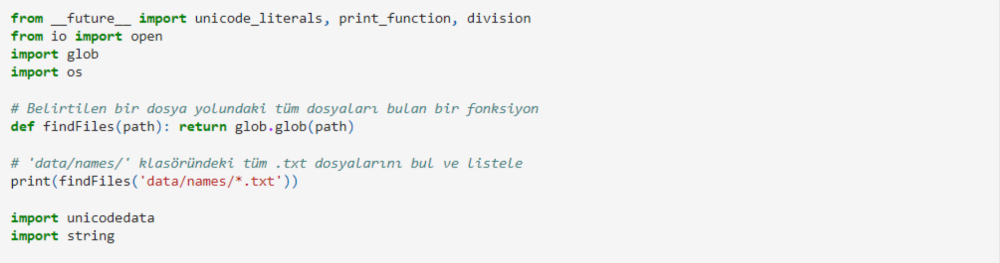 from __future__ import unicode_literals, print_function, division
from io import open
import glob
import os
# Belirtilen bir dosya yolundaki tüm dosyaları bulan bir fonksiyon
def findFiles(path): return glob.glob(path)
# 'data/names/' klasöründeki tüm .txt dosyalarını bul ve listele
print(findFiles('data/names/*.txt'))
import unicodedata
import string